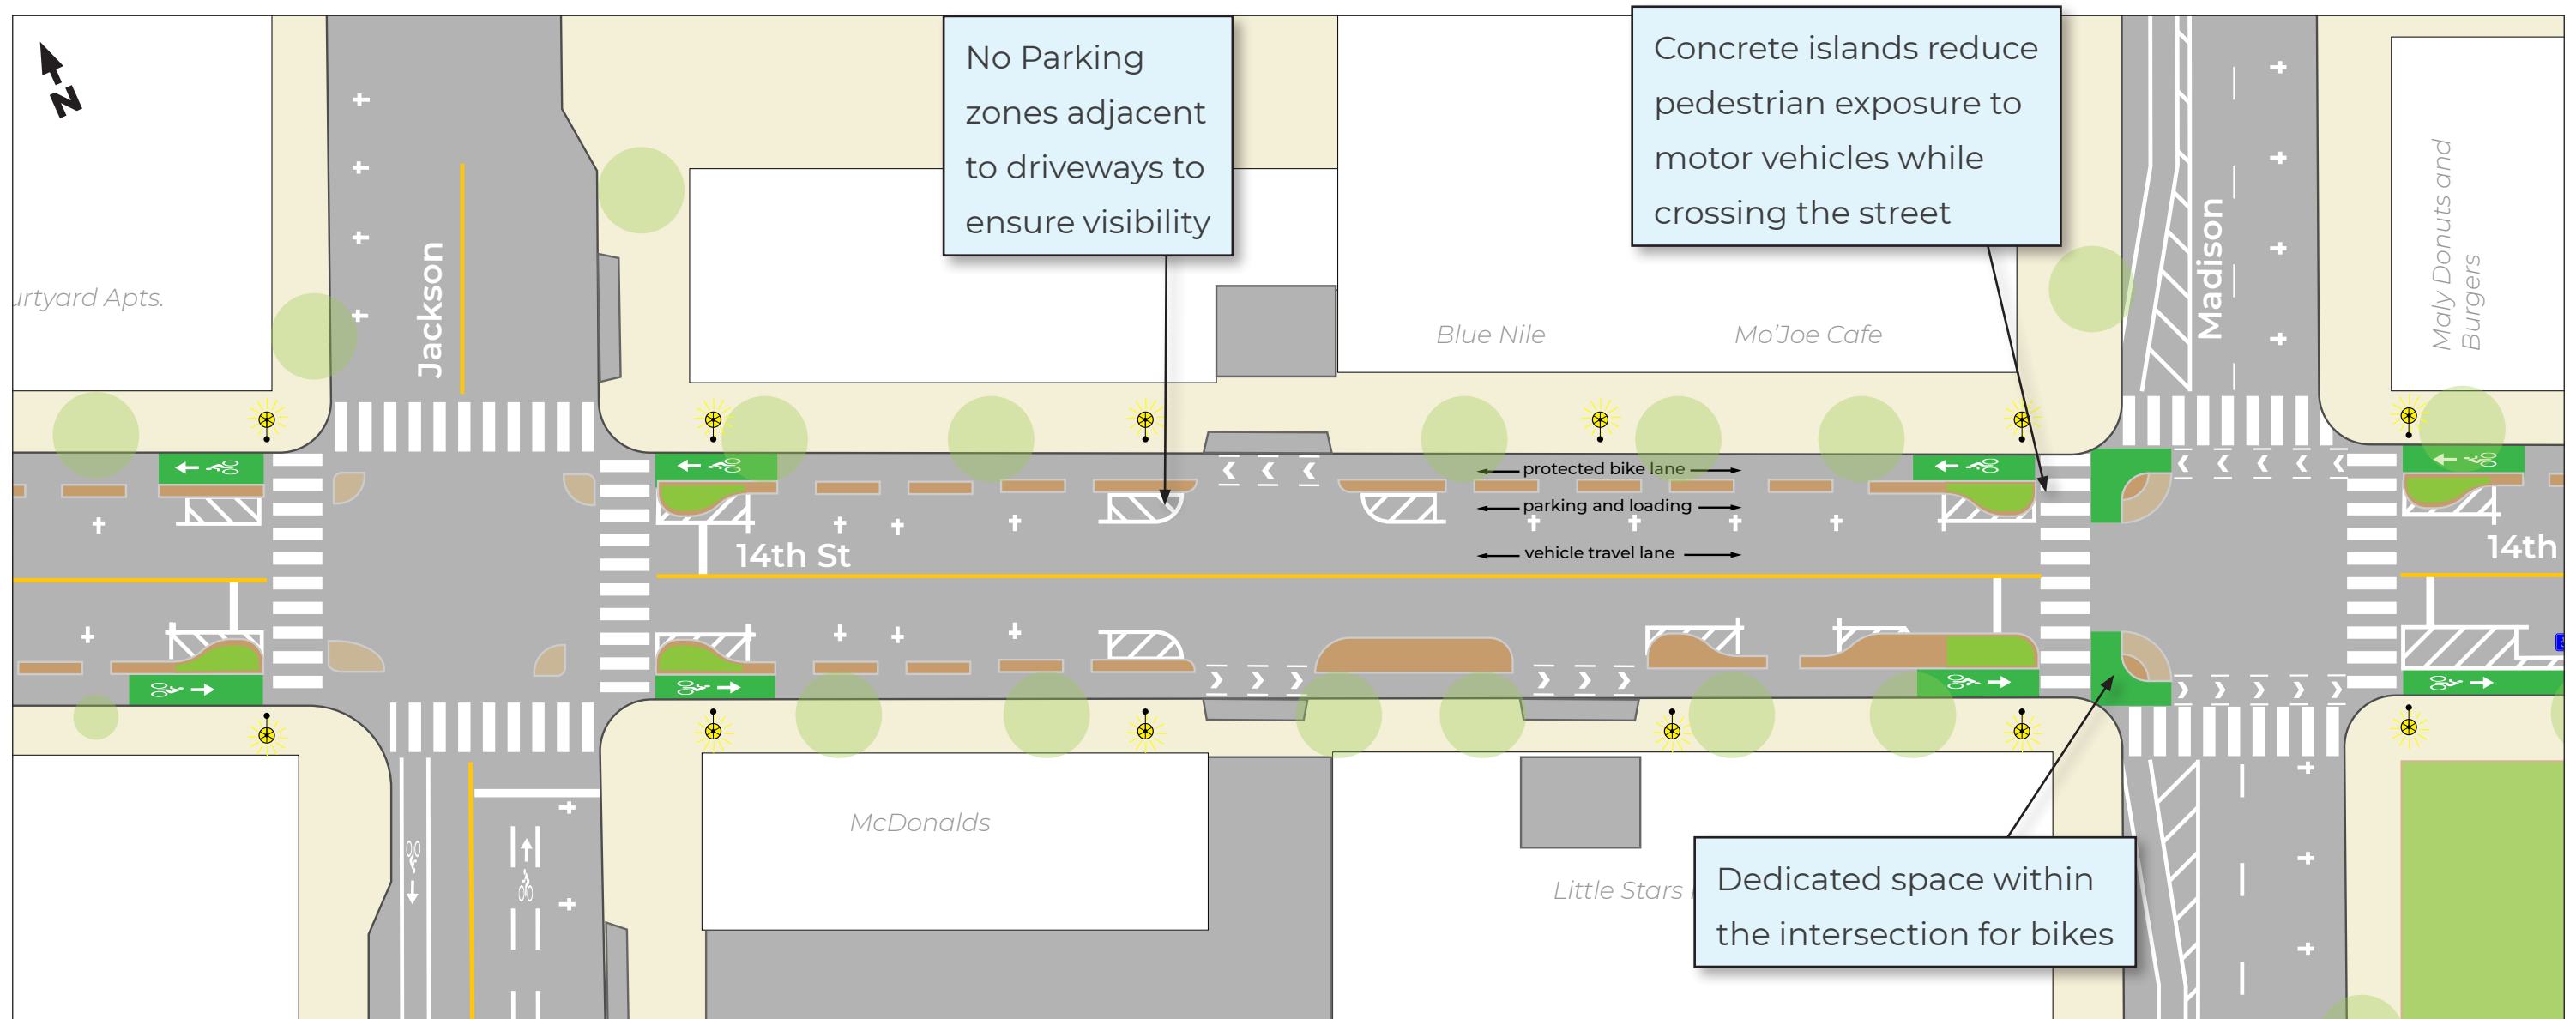 N
No Parking
zones adjacent
to driveways to
ensure visibility
Concrete islands reduce
pedestrian exposure to
motor vehicles while
crossing the street
Jackson
Madison
Maly Donuts and
Burgers
urtyard Apts.
Blue Nile
Mo'Joe Cafe
protected bike lane
parking and loading
vehicle travel lane
14th St
14th
McDonalds
Little Stars
Dedicated space within
the intersection for bikes